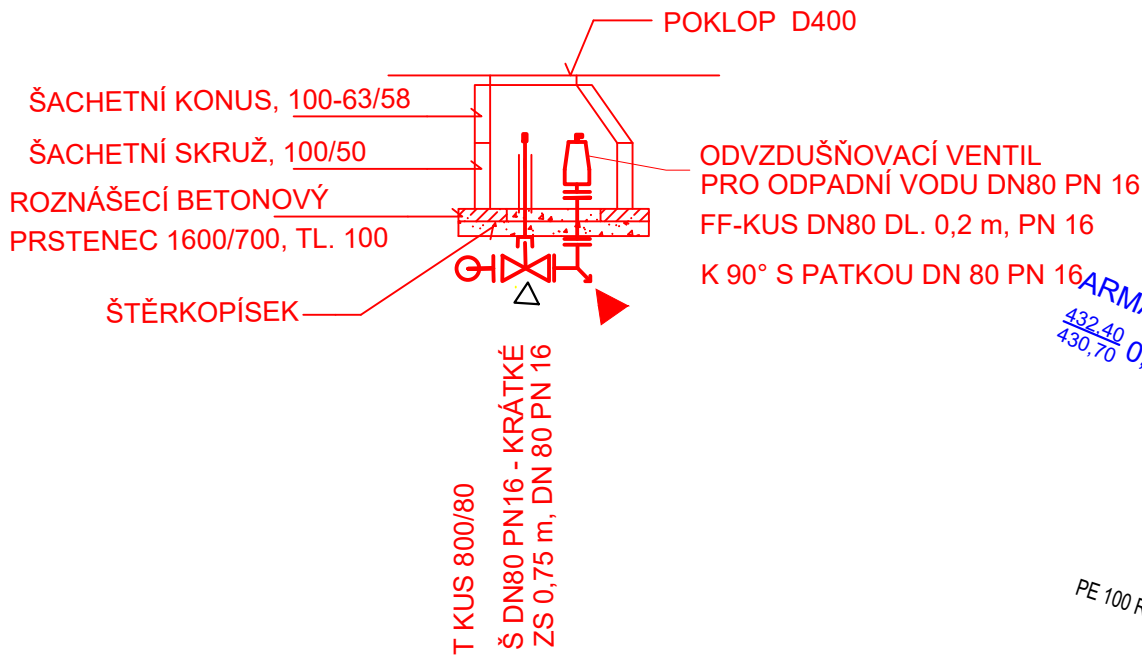 POKLOP D400
ŠACHETNÍ KONUS, 100-63/58
ŠACHETNÍ SKRUŽ, 100/50
ROZNÁŠECÍ BETONOVÝ
PRSTENEC 1600/700, TL. 100
ŠTĚRKOPÍSEK
ODVZDUŠŇOVACÍ VENTIL
PRO ODPADNÍ VODU DN80 PN 16
FF-KUS DN80 DL. 0,2 m, PN 16
K 90° S PATKOU DN 80 PN 16
T KUS 800/80
Š DN80 PN16 - KRÁTKÉ
ZS 0,75 m, DN 80 PN 16
432,40
430,70
PE 100